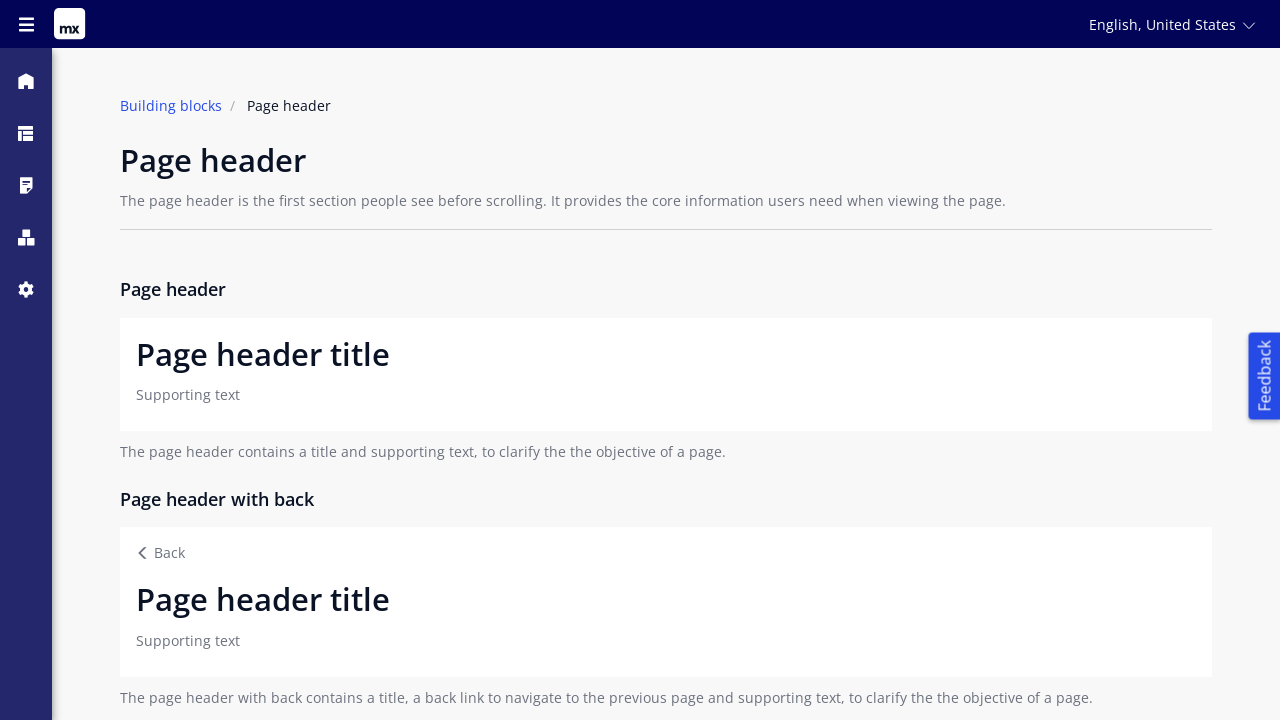 mx
English, United States
Building blocks / Page header
Page header
The page header is the first section people see before scrolling. It provides the core information users need when viewing the page.
Page header
Page header title
Supporting text
Feedback
The page header contains a title and supporting text, to clarify the the objective of a page.
Page header with back
Back
Page header title
Supporting text
The page header with back contains a title, a back link to navigate to the previous page and supporting text, to clarify the the objective of a page.